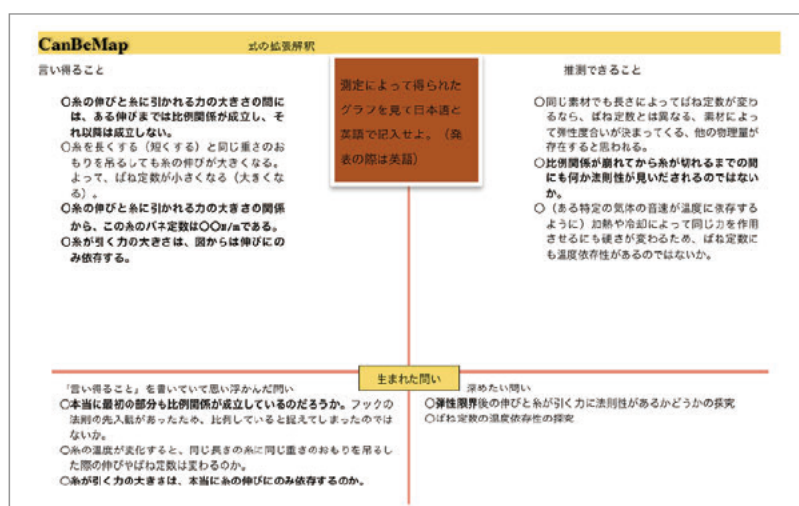 CanBeMap
式の拡張解釈
言い得ること
〇糸の伸びと糸に引かれる力の大きさの間に
は、ある伸びまでは比例関係が成立し、そ
れ以降は成立しない。
〇糸を長くする（短くする）と同じ重さのお
もりを吊るしても糸の伸びが大きくなる。
よって、ばね定数が小さくなる（大きくな
る）。
〇糸の伸びと糸に引かれる力の大きさの関係
から、この糸のバネ定数は〇〇N/mである。
〇糸が引く力の大きさは、図からは伸びにの
み依存する。
測定によって得られた
グラフを見て日本語と
英語で記入せよ。（発
表の際は英語）
推測できること
〇同じ素材でも長さによってばね定数が変わ
るなら、ばね定数とは異なる、素材によっ
て弾性度合いが決まってくる、他の物理量が
存在すると思われる。
〇比例関係が崩れてから糸が切れるまでの間
にも何か法則性が見いだされるのではない
か。
〇（ある特定の気体の音速が温度に依存する
ように）加熱や冷却によって同じ力を作用
させるにも硬さが変わるため、ばね定数に
も温度依存性があるのではないか。
生まれた問い
「言い得ること」を書いていて思い浮かんだ問い
〇本当に最初の部分も比例関係が成立しているのだろうか。フックの
法則の先入観があったため、比例していると捉えてしまったのでは
ないか。
〇糸の温度が変化すると、同じ長さの糸に同じ重さのおもりを吊るし
た際の伸びやばね定数は変わるのか。
〇糸が引く力の大きさは、本当に糸の伸びにのみ依存するのか。
深めたい問い
〇弾性限界後の伸びと糸が引く力に法則性があるかどうかの探究
〇ばね定数の温度依存性の探究